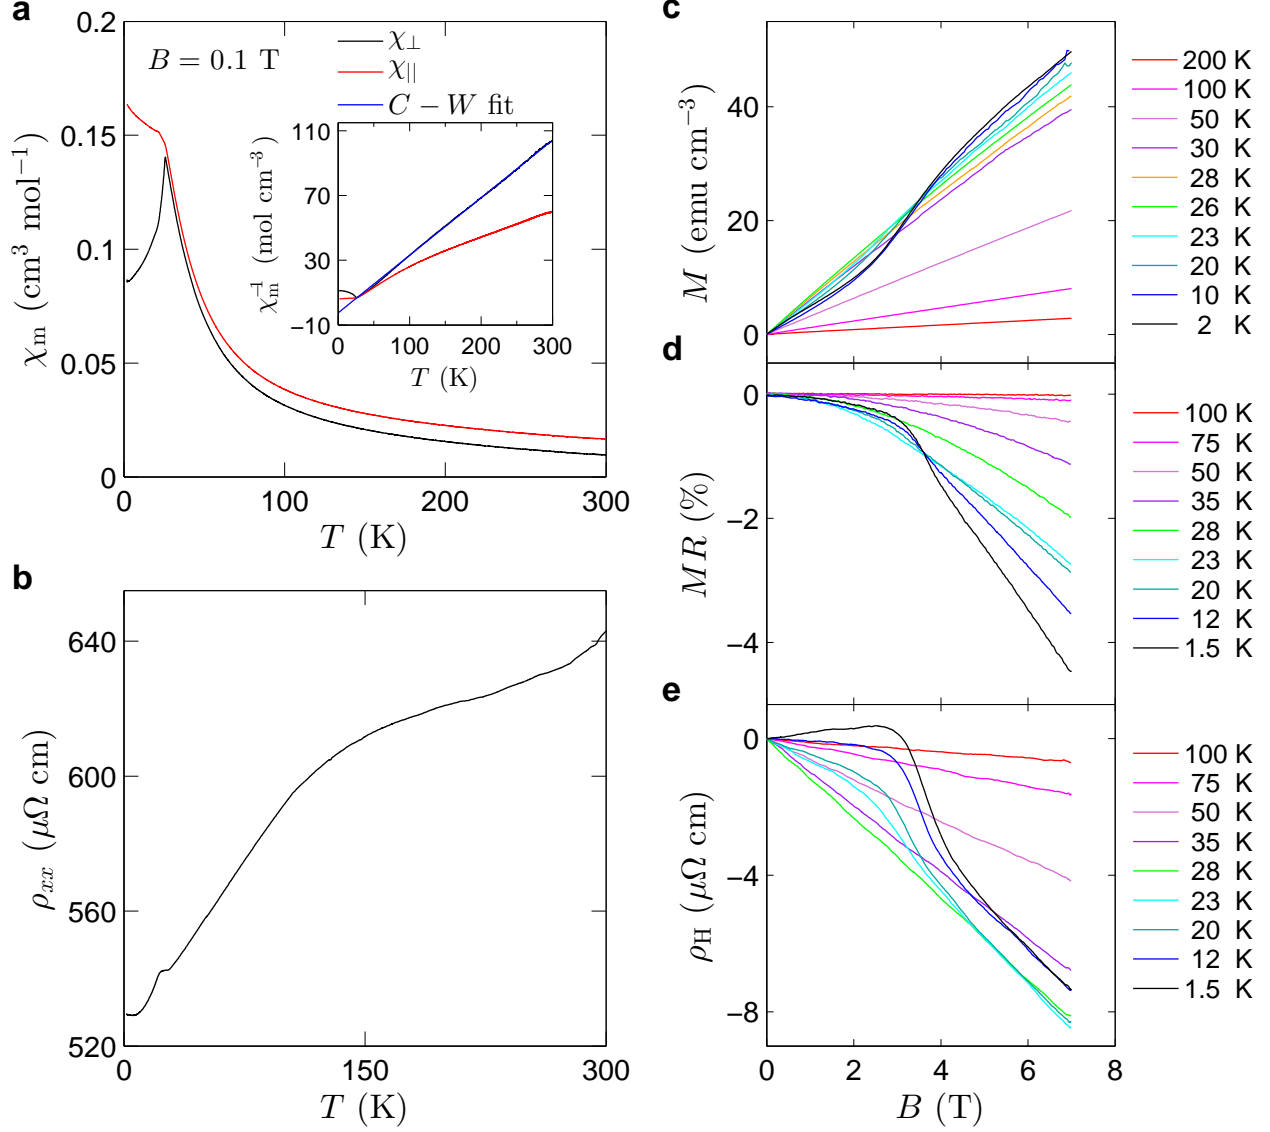 a
0.2
0.15
0.1
0.05
0
χm (cm³ mol⁻¹)
B = 0.1 T
χ⊥
χ||
C − W fit
110
70
30
−10
χm⁻¹ (mol cm⁻³)
0 100 200 300
T (K)
0 100 200 300
T (K)
b
640
600
560
520
ρxx (μΩ cm)
0 150 300
T (K)
c
40
20
0
M (emu cm⁻³)
200 K
100 K
50 K
30 K
28 K
26 K
23 K
20 K
10 K
2 K
d
0
−2
−4
MR (%)
100 K
75 K
50 K
35 K
28 K
23 K
20 K
12 K
1.5 K
e
0
−4
−8
ρH (μΩ cm)
100 K
75 K
50 K
35 K
28 K
23 K
20 K
12 K
1.5 K
0 2 4 6 8
B (T)